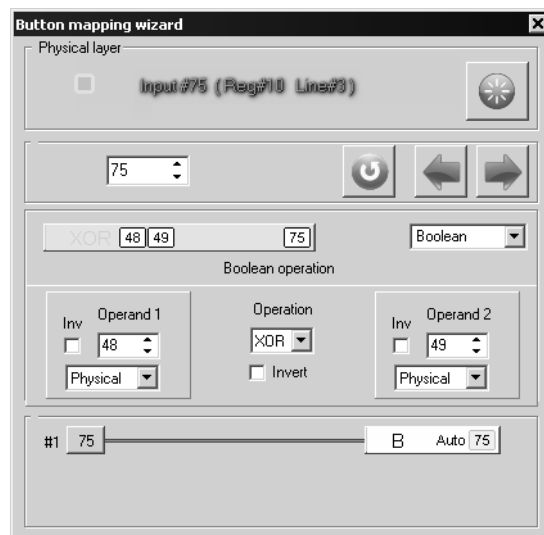 Button mapping wizard
Physical layer
Input #75 (Reg#10 Line#3)
75
XOR 48 49 75 Boolean
Boolean operation
Operand 1
Inv
48
Physical
Operation
XOR
Invert
Operand 2
Inv
49
Physical
#1 75 B Auto 75